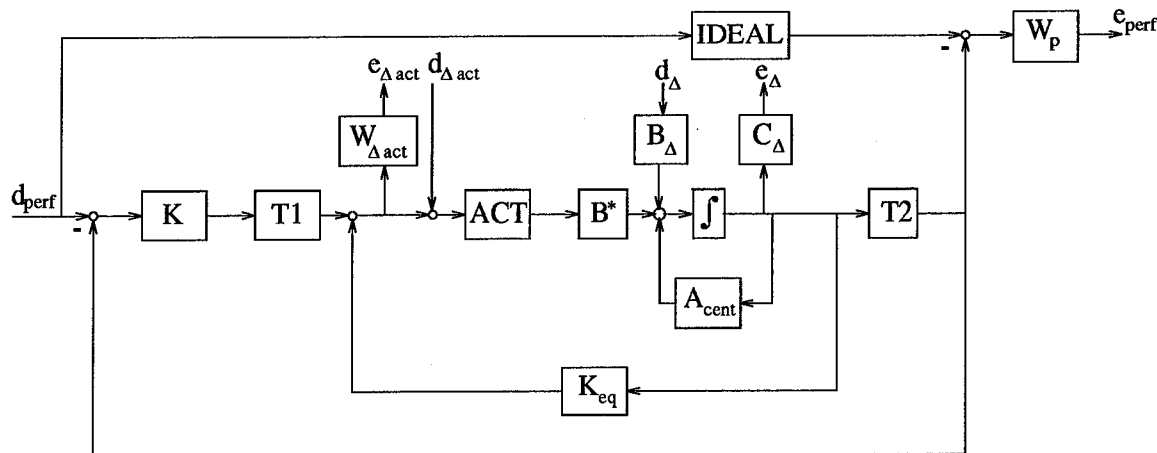 IDEAL
-
W_p
e_perf
e_Δ act
d_Δ act
d_Δ
e_Δ
W_Δ act
B_Δ
C_Δ
d_perf
-
K
T1
ACT
B*
∫
T2
A_cent
K_eq